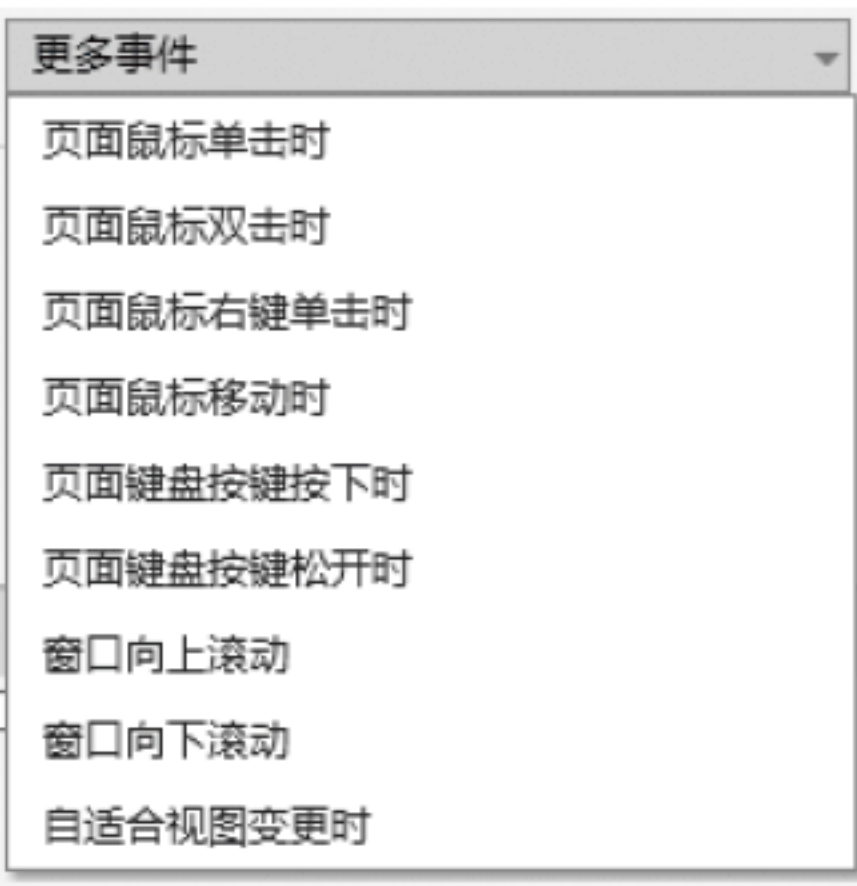 更多事件
页面鼠标单击时
页面鼠标双击时
页面鼠标右键单击时
页面鼠标移动时
页面键盘按键按下时
页面键盘按键松开时
窗口向上滚动
窗口向下滚动
自适合视图变更时